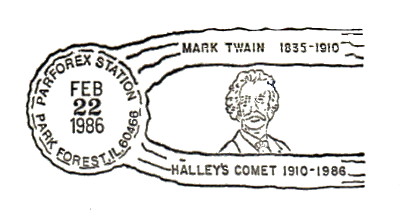 PARFOREX STATION
FEB
22
1986
PARK FOREST, IL 60466
MARK TWAIN 1835-1910
HALLEY'S COMET 1910-1986